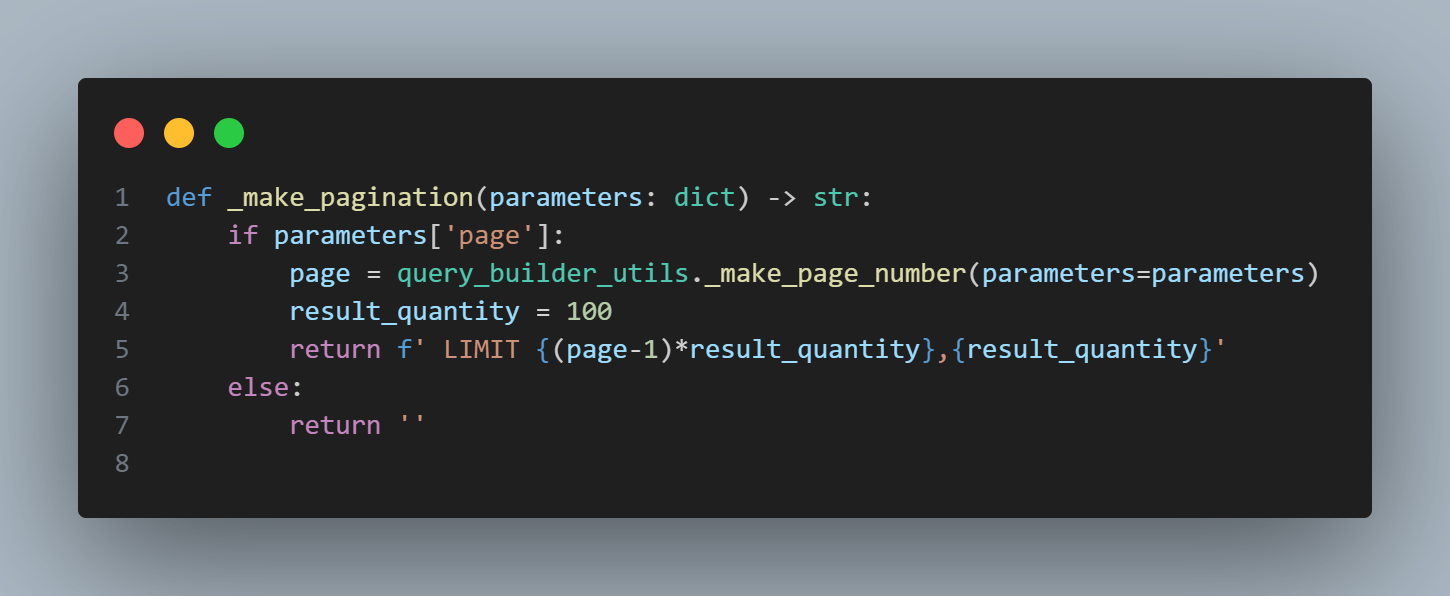 1 def _make_pagination(parameters: dict) -> str:
2     if parameters['page']:
3         page = query_builder_utils._make_page_number(parameters=parameters)
4         result_quantity = 100
5         return f' LIMIT {(page-1)*result_quantity},{result_quantity}'
6     else:
7         return ''
8